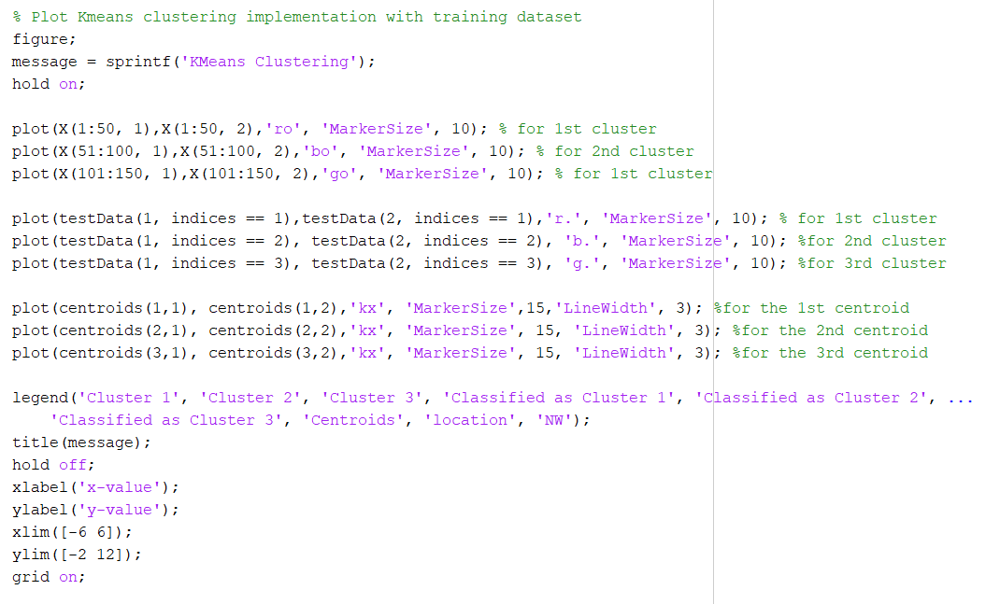 % Plot Kmeans clustering implementation with training dataset
figure;
message = sprintf('KMeans Clustering');
hold on;
plot(X(1:50, 1),X(1:50, 2),'ro', 'MarkerSize', 10); % for 1st cluster
plot(X(51:100, 1),X(51:100, 2),'bo', 'MarkerSize', 10); % for 2nd cluster
plot(X(101:150, 1),X(101:150, 2),'go', 'MarkerSize', 10); % for 1st cluster
plot(testData(1, indices == 1),testData(2, indices == 1),'r.', 'MarkerSize', 10); % for 1st cluster
plot(testData(1, indices == 2), testData(2, indices == 2), 'b.', 'MarkerSize', 10); %for 2nd cluster
plot(testData(1, indices == 3), testData(2, indices == 3), 'g.', 'MarkerSize', 10); %for 3rd cluster
plot(centroids(1,1), centroids(1,2),'kx', 'MarkerSize',15,'LineWidth', 3); %for the 1st centroid
plot(centroids(2,1), centroids(2,2),'kx', 'MarkerSize', 15, 'LineWidth', 3); %for the 2nd centroid
plot(centroids(3,1), centroids(3,2),'kx', 'MarkerSize', 15, 'LineWidth', 3); %for the 3rd centroid
legend('Cluster 1', 'Cluster 2', 'Cluster 3', 'Classified as Cluster 1', 'Classified as Cluster 2', ...
    'Classified as Cluster 3', 'Centroids', 'location', 'NW');
title(message);
hold off;
xlabel('x-value');
ylabel('y-value');
xlim([-6 6]);
ylim([-2 12]);
grid on;